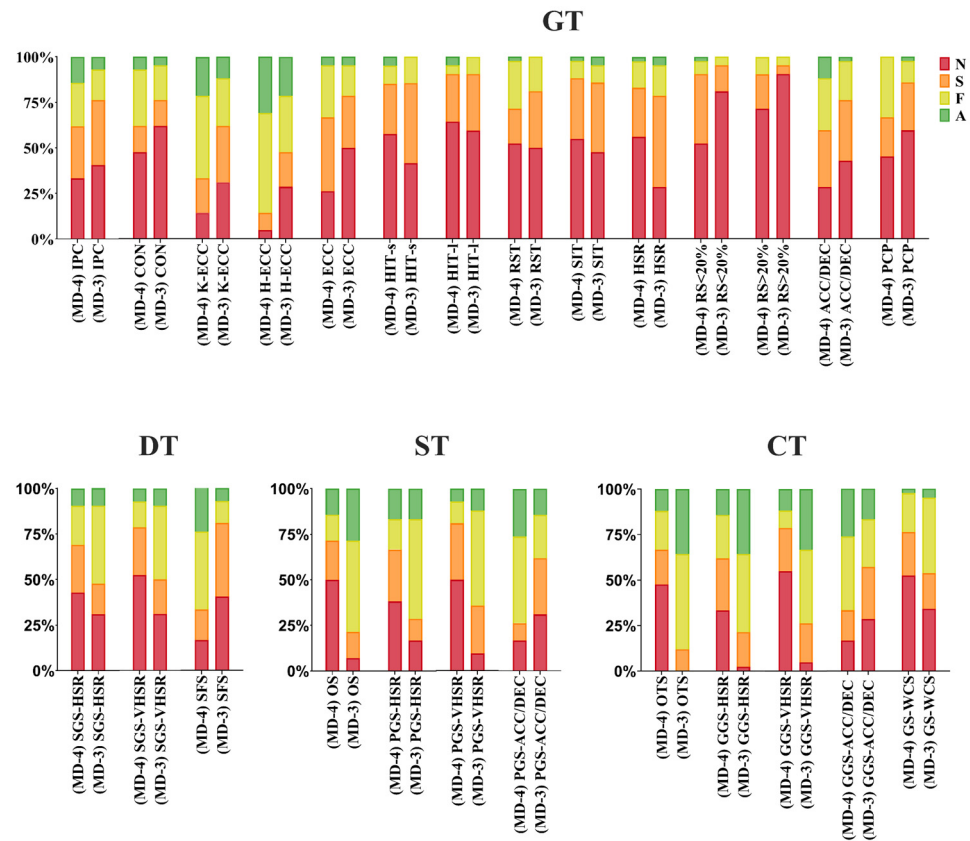 GT
100%
75%
50%
25%
0%
N
S
F
A
(MD-4) IPC
(MD-3) IPC
(MD-4) CON
(MD-3) CON
(MD-4) K-ECC
(MD-3) K-ECC
(MD-4) H-ECC
(MD-3) H-ECC
(MD-4) ECC
(MD-3) ECC
(MD-4) HIT-s
(MD-3) HIT-s
(MD-4) HIT-l
(MD-3) HIT-l
(MD-4) RST
(MD-3) RST
(MD-4) SIT
(MD-3) SIT
(MD-4) HSR
(MD-3) HSR
(MD-4) RS<20%
(MD-3) RS<20%
(MD-4) RS>20%
(MD-3) RS>20%
(MD-4) ACC/DEC
(MD-3) ACC/DEC
(MD-4) PCP
(MD-3) PCP
DT
100%
75%
50%
25%
0%
(MD-4) SGS-HSR
(MD-3) SGS-HSR
(MD-4) SGS-VHSR
(MD-3) SGS-VHSR
(MD-4) SFS
(MD-3) SFS
ST
100%
75%
50%
25%
0%
(MD-4) OS
(MD-3) OS
(MD-4) PGS-HSR
(MD-3) PGS-HSR
(MD-4) PGS-VHSR
(MD-3) PGS-VHSR
(MD-4) PGS-ACC/DEC
(MD-3) PGS-ACC/DEC
CT
100%
75%
50%
25%
0%
(MD-4) OTS
(MD-3) OTS
(MD-4) GGS-HSR
(MD-3) GGS-HSR
(MD-4) GGS-VHSR
(MD-3) GGS-VHSR
(MD-4) GGS-ACC/DEC
(MD-3) GGS-ACC/DEC
(MD-4) GS-WCS
(MD-3) GS-WCS